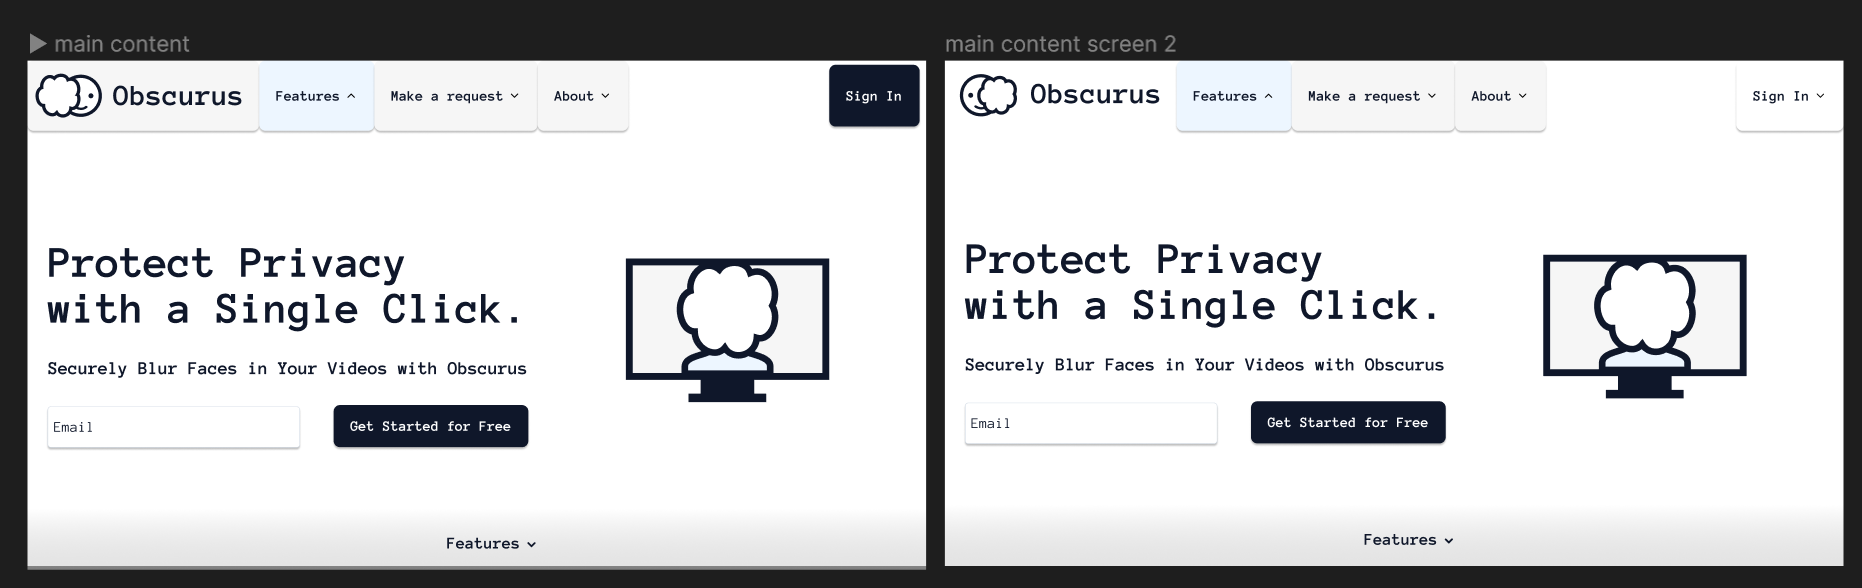 main content
Obscurus
Features
Make a request
About
Sign In
Protect Privacy
with a Single Click.
Securely Blur Faces in Your Videos with Obscurus
Email
Get Started for Free
Features
main content screen 2
Obscurus
Features
Make a request
About
Sign In
Protect Privacy
with a Single Click.
Securely Blur Faces in Your Videos with Obscurus
Email
Get Started for Free
Features